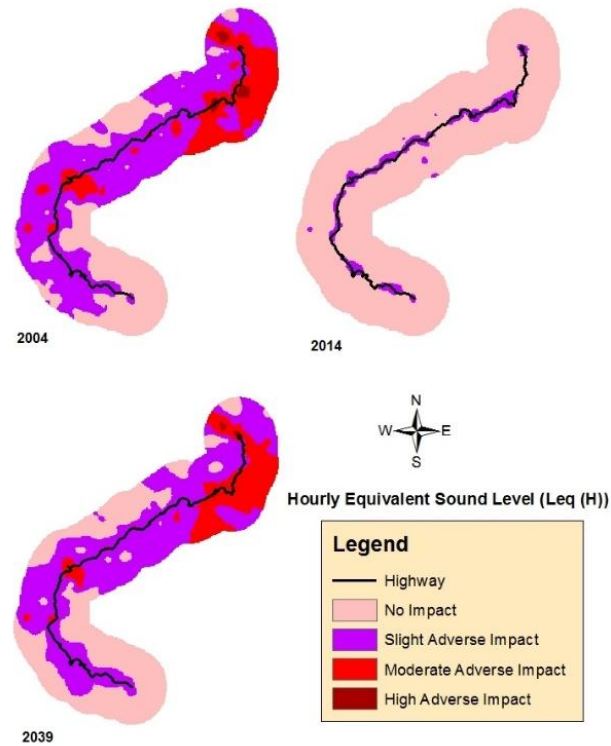 2004
2014
N
W E
S
Hourly Equivalent Sound Level (Leq (H))
Legend
Highway
No Impact
Slight Adverse Impact
Moderate Adverse Impact
High Adverse Impact
2039